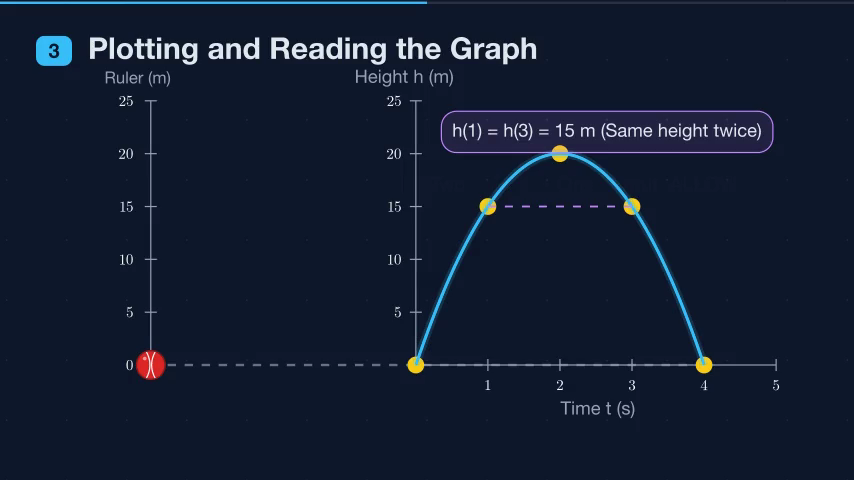 3 Plotting and Reading the Graph
Ruler (m)
Height h (m)
25
20
15
10
5
0
25
20
15
10
5
h(1) = h(3) = 15 m (Same height twice)
1 2 3 4 5
Time t (s)